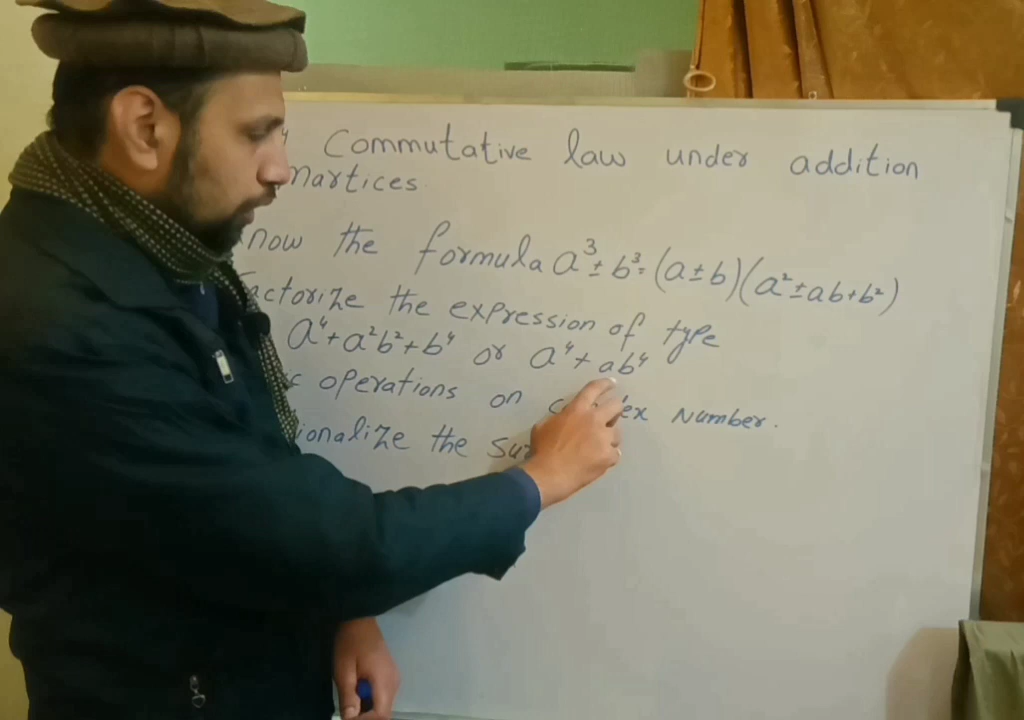 Commutative law under addition
martices
now the formula a³ ± b³ = (a ± b)(a² ± ab + b²)
actorize the expression of type
a⁴ + a²b² + b⁴ or a⁴ + ab⁴
operations on ex Number.
ionalize the su